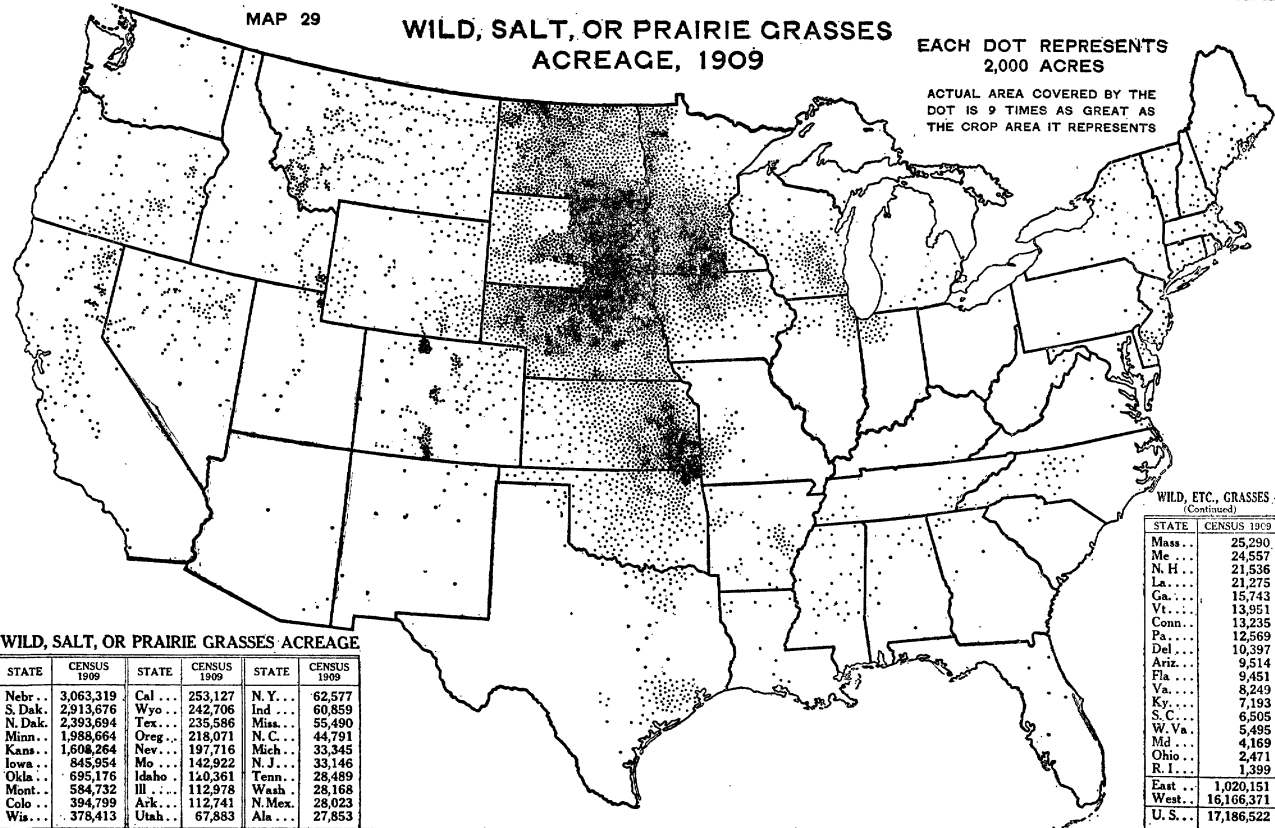 MAP 29
WILD, SALT, OR PRAIRIE GRASSES
ACREAGE, 1909
EACH DOT REPRESENTS
2,000 ACRES
ACTUAL AREA COVERED BY THE
DOT IS 9 TIMES AS GREAT AS
THE CROP AREA IT REPRESENTS
WILD, SALT, OR PRAIRIE GRASSES ACREAGE
STATE CENSUS 1909 STATE CENSUS 1909 STATE CENSUS 1909
Nebr.. 3,063,319 Cal ... 253,127 N.Y... 62,577
S. Dak. 2,913,676 Wyo .. 242,706 Ind ... 60,859
N. Dak. 2,393,694 Tex... 235,586 Miss... 55,490
Minn.. 1,988,664 Oreg.. 218,071 N. C... 44,791
Kans.. 1,608,264 Nev... 197,716 Mich .. 33,345
Iowa .. 845,954 Mo ... 142,922 N. J... 33,146
Okla .. 695,176 Idaho . 120,361 Tenn.. 28,489
Mont.. 584,732 Ill .... 112,978 Wash . 28,168
Colo .. 394,799 Ark... 112,741 N. Mex. 28,023
Wis... 378,413 Utah.. 67,883 Ala ... 27,853
WILD, ETC., GRASSES
(Continued)
STATE CENSUS 1909
Mass.. 25,290
Me ... 24,557
N. H .. 21,536
La.... 21,275
Ga.... 15,743
Vt.... 13,951
Conn.. 13,235
Pa.... 12,569
Del ... 10,397
Ariz... 9,514
Fla ... 9,451
Va.... 8,249
Ky.... 7,193
S. C... 6,505
W. Va. 5,495
Md ... 4,169
Ohio .. 2,471
R. I... 1,399
East .. 1,020,151
West.. 16,166,371
U. S... 17,186,522